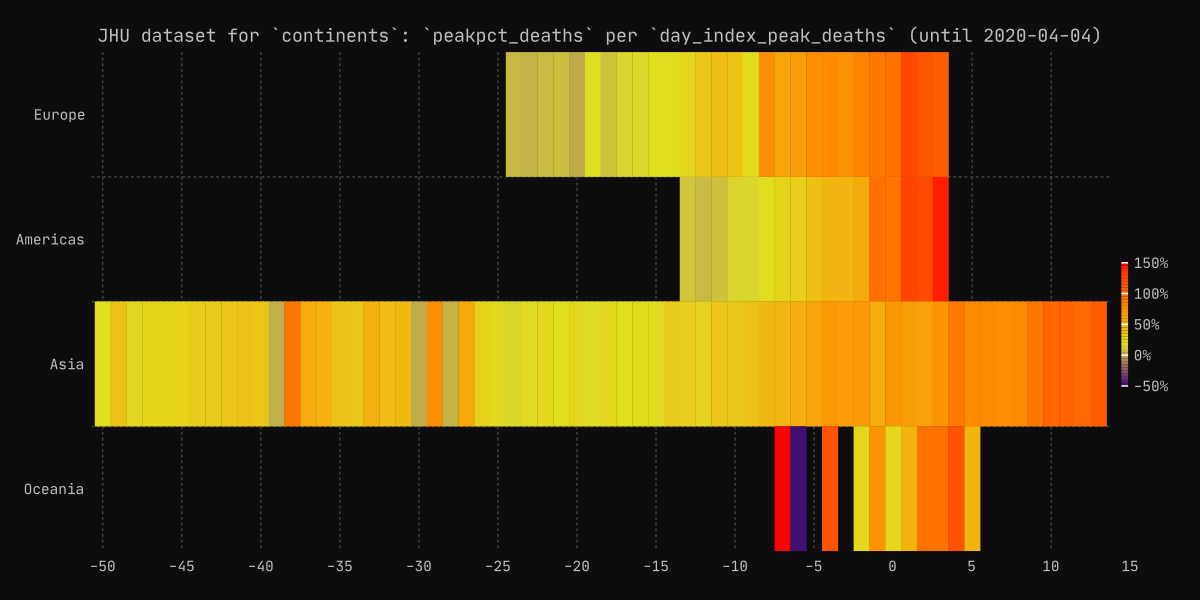 JHU dataset for `continents`: `peakpct_deaths` per `day_index_peak_deaths` (until 2020-04-04)
Europe
Americas
Asia
Oceania
150%
100%
50%
0%
-50%
-50 -45 -40 -35 -30 -25 -20 -15 -10 -5 0 5 10 15